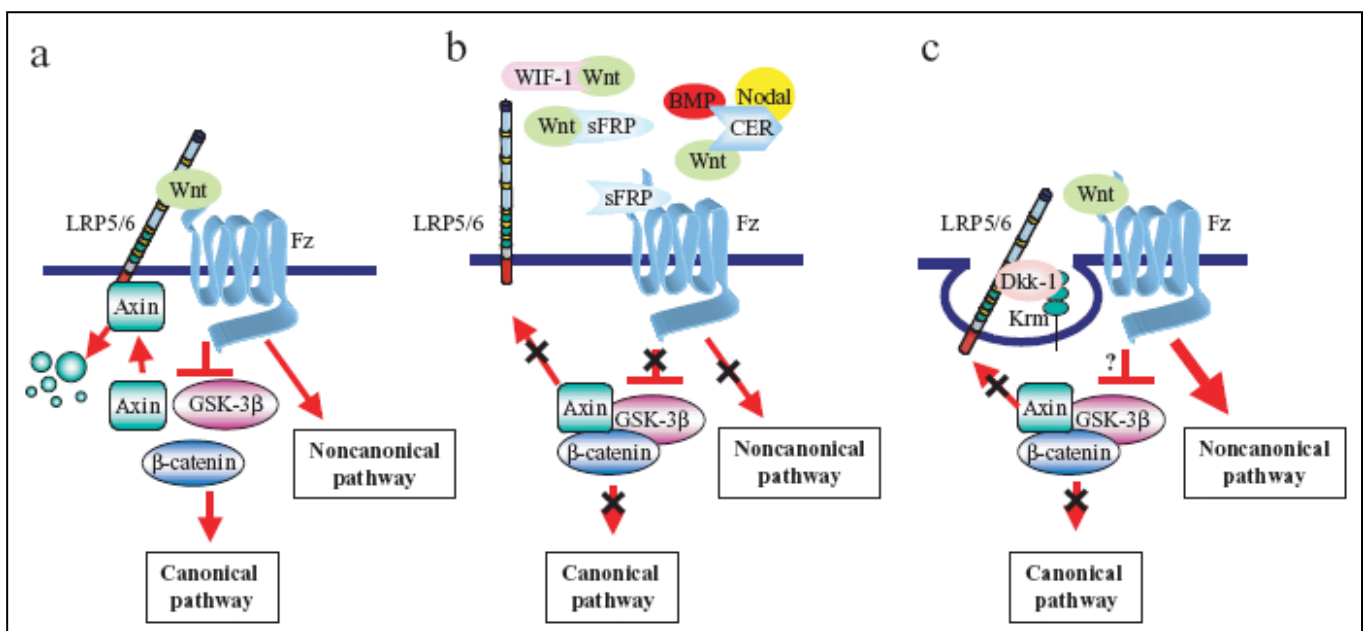 a
Wnt
LRP5/6
Fz
Axin
Axin
GSK-3β
β-catenin
Noncanonical
pathway
Canonical
pathway
b
WIF-1 Wnt
BMP
Nodal
Wnt sFRP
CER
Wnt
sFRP
LRP5/6
Fz
Axin
GSK-3β
β-catenin
Noncanonical
pathway
Canonical
pathway
c
Wnt
LRP5/6
Fz
Dkk-1
Krm
?
Axin
GSK-3β
β-catenin
Noncanonical
pathway
Canonical
pathway